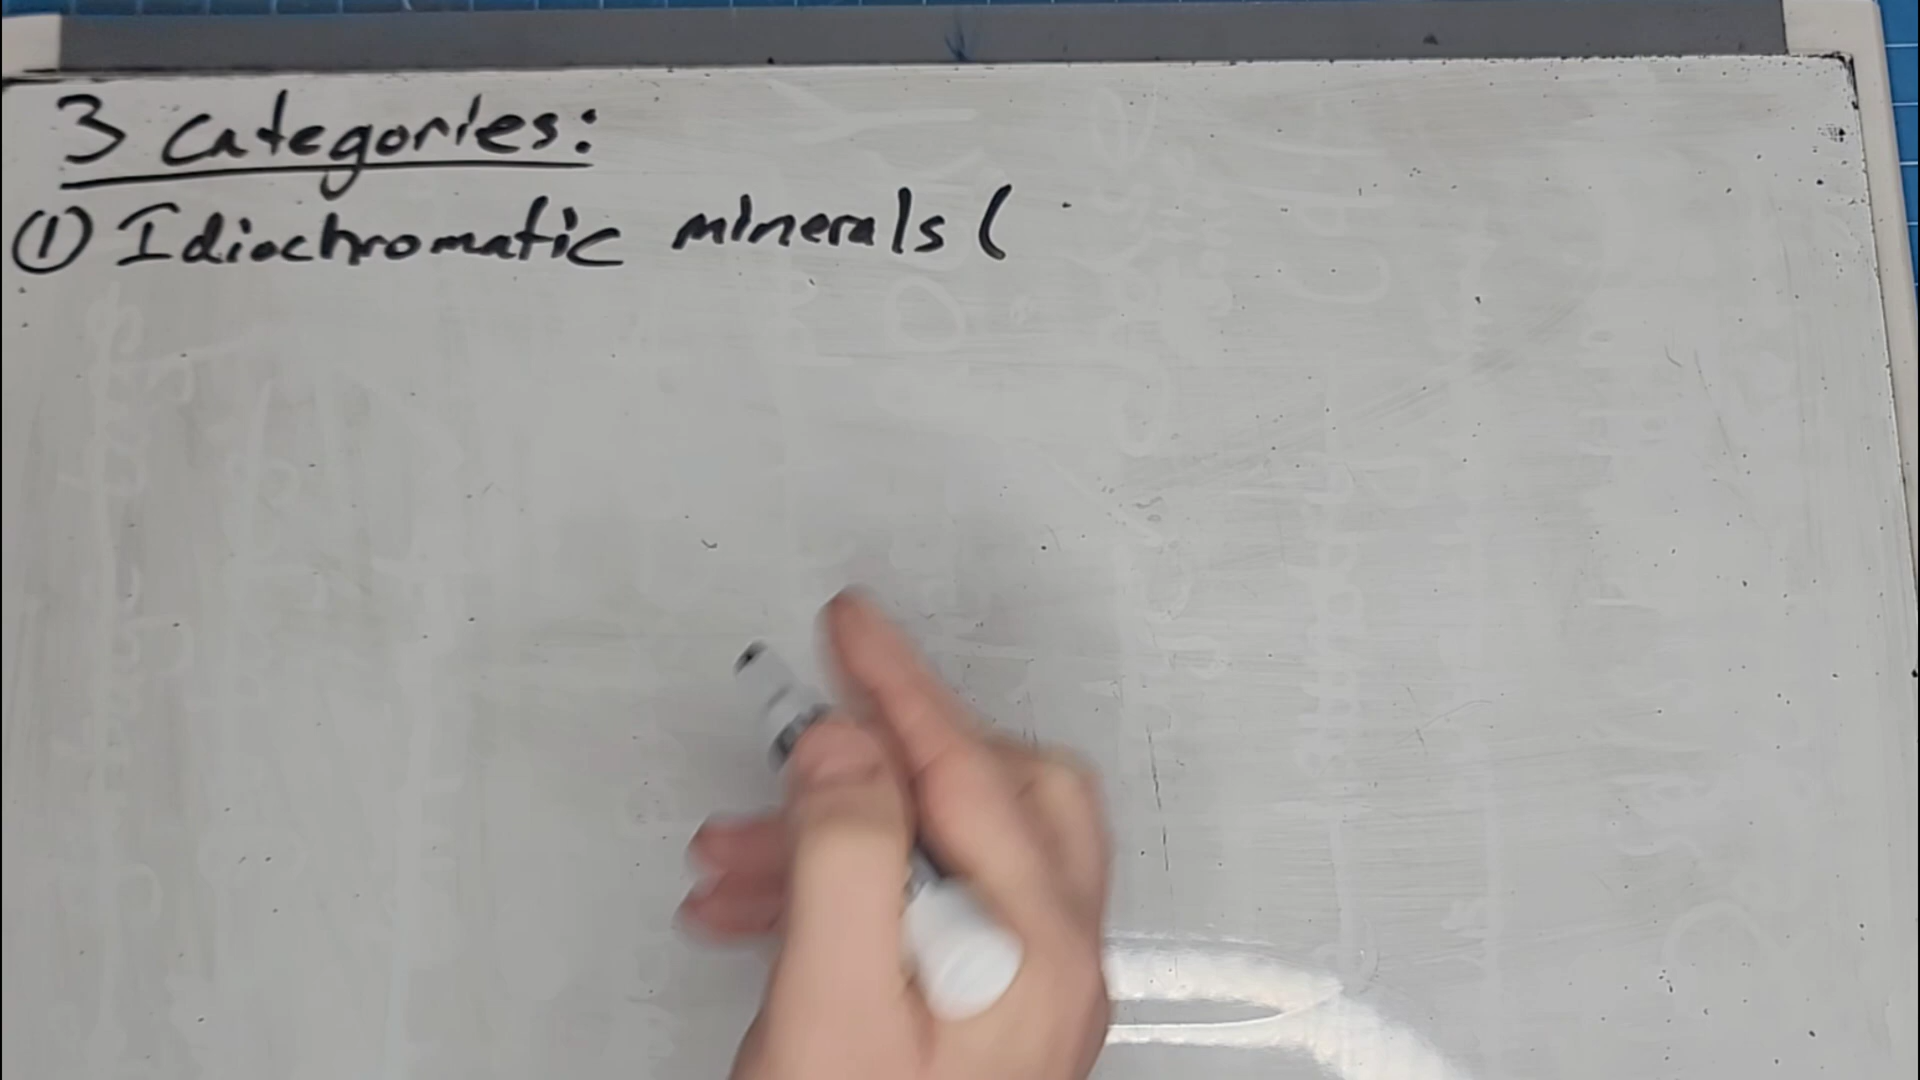 3 categories:
① Idiochromatic minerals (